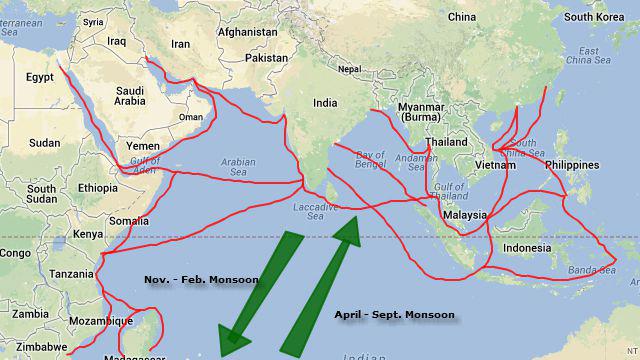 China
South Korea
Syria
Iraq
Iran
Afghanistan
East
China Sea
Pakistan
Nepal
Egypt
Saudi
Arabia
Oman
India
Myanmar
(Burma)
Sudan
Yemen
Gulf of
Aden
Arabian
Sea
Bay of
Bengal
Andaman
Sea
Thailand
Vietnam
South
China Sea
Philippines
South
Sudan
Ethiopia
Somalia
Laccadive
Sea
Gulf of
Thailand
Malaysia
Kenya
Congo
Tanzania
Indonesia
Banda Sea
Nov. - Feb. Monsoon
April - Sept. Monsoon
Zambia
Mozambique
Zimbabwe
Madagascar
Indian
NT